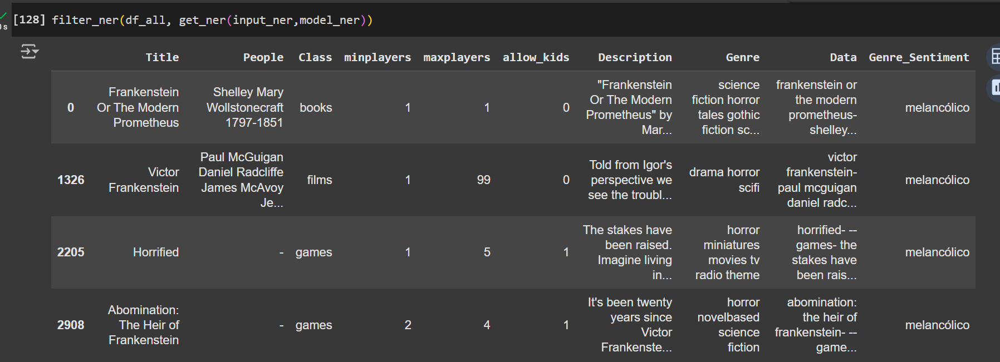 [128] filter_ner(df_all, get_ner(input_ner,model_ner))
0s
Title People Class minplayers maxplayers allow_kids Description Genre Data Genre_Sentiment
0
Frankenstein
Or The Modern
Prometheus
Shelley Mary
Wollstonecraft
1797-1851
books
1
1
0
"Frankenstein
Or The Modern
Prometheus" by
Mar...
science
fiction horror
tales gothic
fiction sc...
frankenstein or
the modern
prometheus-
shelley...
melancólico
1326
Victor
Frankenstein
Paul McGuigan
Daniel Radcliffe
James McAvoy
Je...
films
1
99
0
Told from Igor's
perspective we
see the troubl...
drama horror
scifi
victor
frankenstein-
paul mcguigan
daniel radc...
melancólico
2205
Horrified
-
games
1
5
1
The stakes have
been raised.
Imagine living
in...
horror
miniatures
movies tv
radio theme
horrified- --
games- the
stakes have
been rais...
melancólico
2908
Abomination:
The Heir of
Frankenstein
-
games
2
4
1
It's been twenty
years since
Victor
Frankenste...
horror
novelbased
science
fiction
abomination:
the heir of
frankenstein- --
game...
melancólico